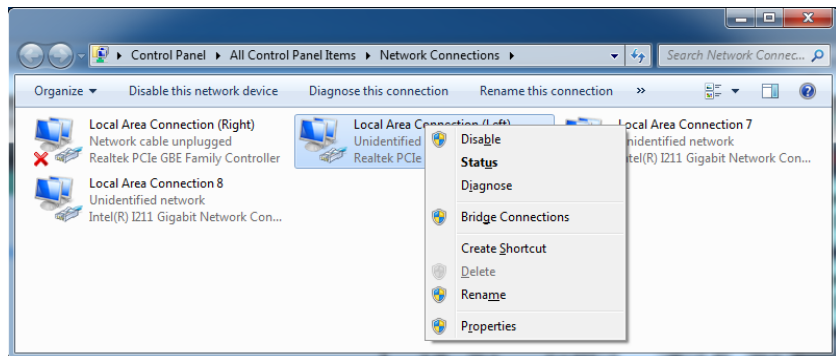 Control Panel ▸ All Control Panel Items ▸ Network Connections ▸
Search Network Connec...
Organize Disable this network device Diagnose this connection Rename this connection »
Local Area Connection (Right)
Network cable unplugged
Realtek PCIe GBE Family Controller
Local Area Connection (Left)
Unidentified
Realtek PCIe
Local Area Connection 7
nidentified network
tel(R) I211 Gigabit Network Con...
Local Area Connection 8
Unidentified network
Intel(R) I211 Gigabit Network Con...
Disable
Status
Diagnose
Bridge Connections
Create Shortcut
Delete
Rename
Properties